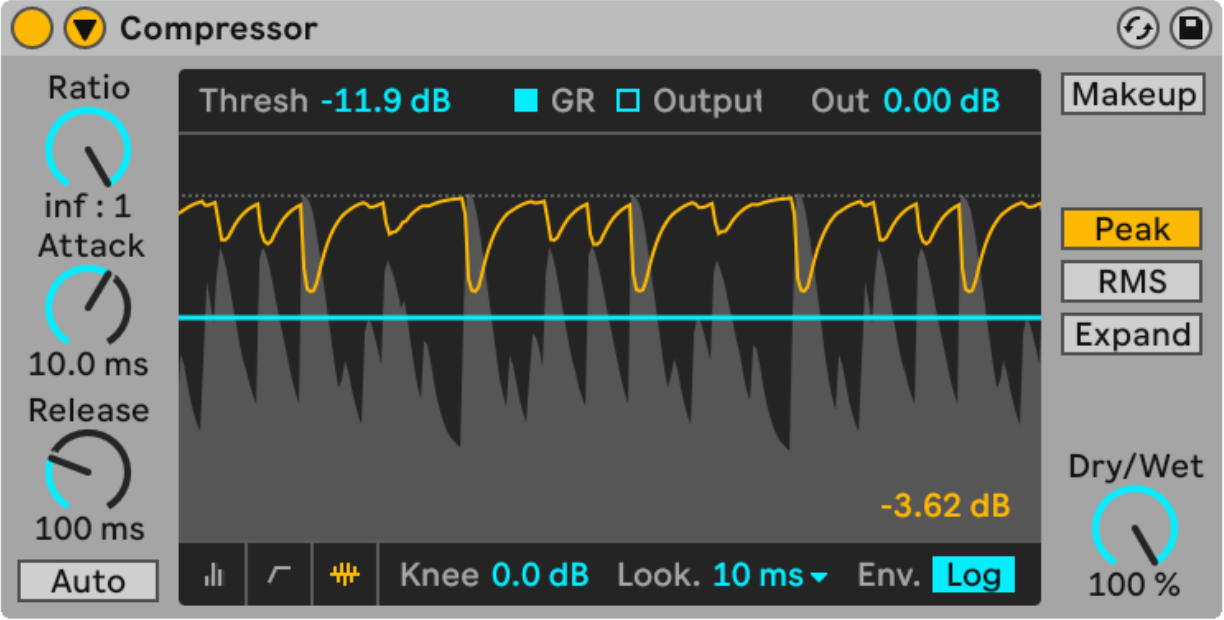 Compressor
Ratio
inf : 1
Attack
10.0 ms
Release
100 ms
Auto
Thresh -11.9 dB GR Output Out 0.00 dB
-3.62 dB
Knee 0.0 dB Look. 10 ms Env. Log
Makeup
Peak
RMS
Expand
Dry/Wet
100 %